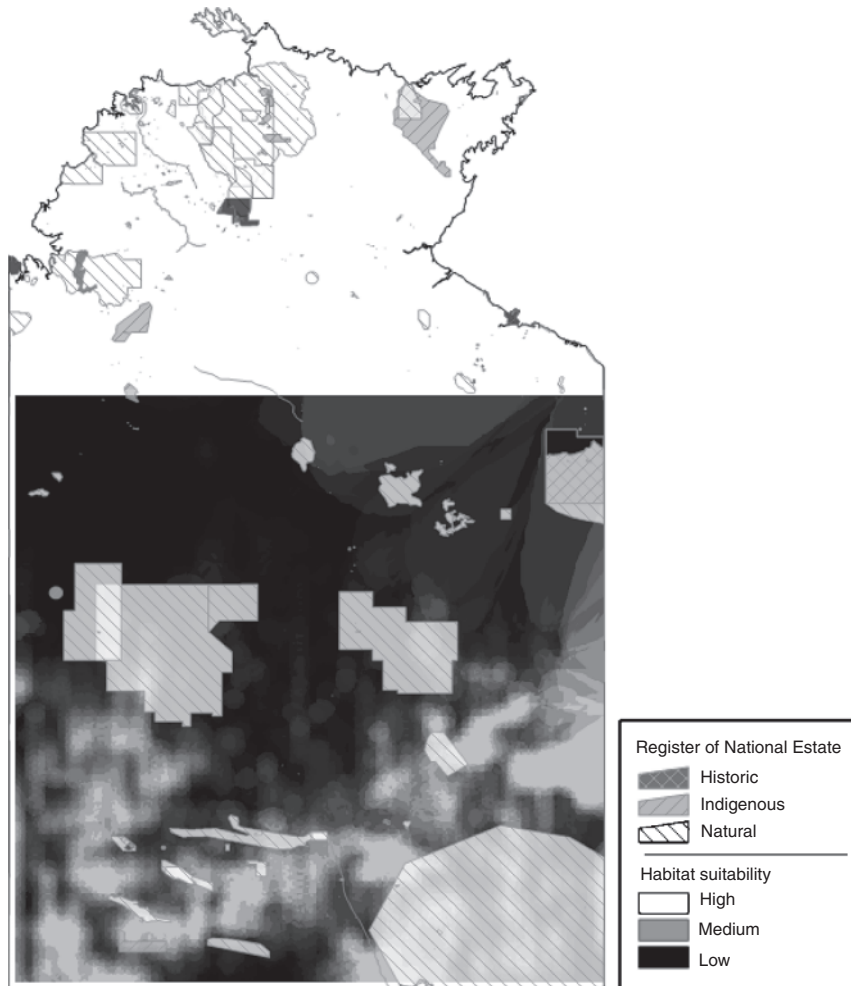 Register of National Estate
Historic
Indigenous
Natural
Habitat suitability
High
Medium
Low